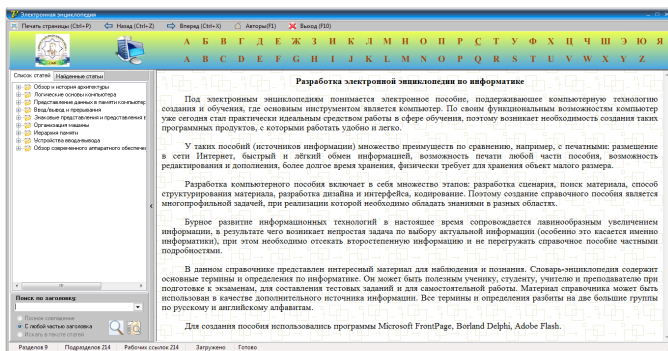 Электронная энциклопедия
Печать страницы (Ctrl+P) Назад (Ctrl+Z) Вперед (Ctrl+X) Авторы(F1) Выход (F10)
А Б В Г Д Е Ж З И К Л М Н О П Р С Т У Ф Х Ц Ч Ш Э Ю Я
A B C D E F G H I J K L M N O P Q R S T U V W X Y Z
Список статей Найденные статьи
Обзор и история архитектуры
Логические основы компьютера
Представление данных в памяти компьютер
Ввод/вывод и прерывания
Знаковые представления и представления в
Организация машины
Иерархия памяти
Устройства ввода-вывода
Обзор современного аппаратного обеспечен
Поиск по заголовку:
Полное совпадение
С любой частью заголовка
Искать в тексте статей
Разработка электронной энциклопедии по информатике
Под электронным энциклопедиям понимается электронное пособие, поддерживающее компьютерную технологию
создания и обучения, где основным инструментом является компьютер. По своим функциональным возможностям компьютер
уже сегодня стал практически идеальным средством работы в сфере обучения, поэтому возникает необходимость создания таких
программных продуктов, с которыми работать удобно и легко.
У таких пособий (источников информации) множество преимуществ по сравнению, например, с печатными: размещение
в сети Интернет, быстрый и лёгкий обмен информацией, возможность печати любой части пособия, возможность
редактирования и дополнения, более долгое время хранения, физически требует для хранения объект малого размера.
Разработка компьютерного пособия включает в себя множество этапов: разработка сценария, поиск материала, способ
структурирования материала, разработка дизайна и интерфейса, кодирование. Поэтому создание справочного пособия является
многопрофильной задачей, при реализации которой необходимо обладать знаниями в разных областях.
Бурное развитие информационных технологий в настоящее время сопровождается лавинообразным увеличением
информации, в результате чего возникает непростая задача по выбору актуальной информации (особенно это касается именно
информатики), при этом необходимо отсекать второстепенную информацию и не перегружать справочное пособие частными
подробностями.
В данном справочнике представлен интересный материал для наблюдения и познания. Словарь-энциклопедия содержит
основные термины и определения по информатике. Он может быть полезным ученику, студенту, учителю и преподавателю при
подготовке к экзаменам, для составления тестовых заданий и для самостоятельной работы. Материал справочника может быть
использован в качестве дополнительного источника информации. Все термины и определения разбиты на две большие группы
по русскому и английскому алфавитам.
Для создания пособия использовались программы Microsoft FrontPage, Borland Delphi, Adobe Flash.
Разделов 9 Подразделов 214 Рабочих ссылок 214 Загружено Готово